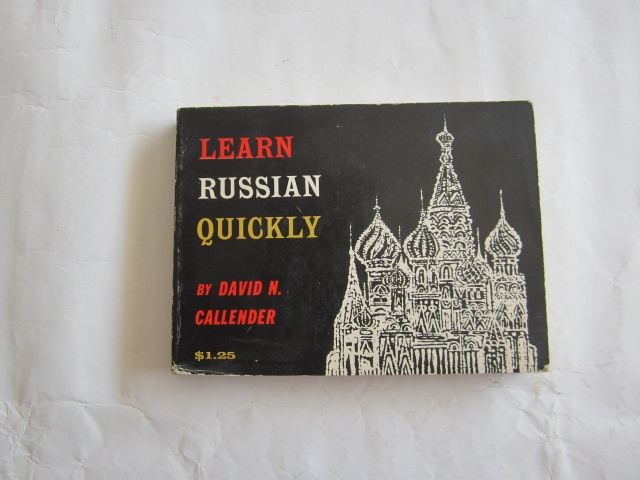 LEARN
RUSSIAN
QUICKLY
BY DAVID N.
CALLENDER
$1.25